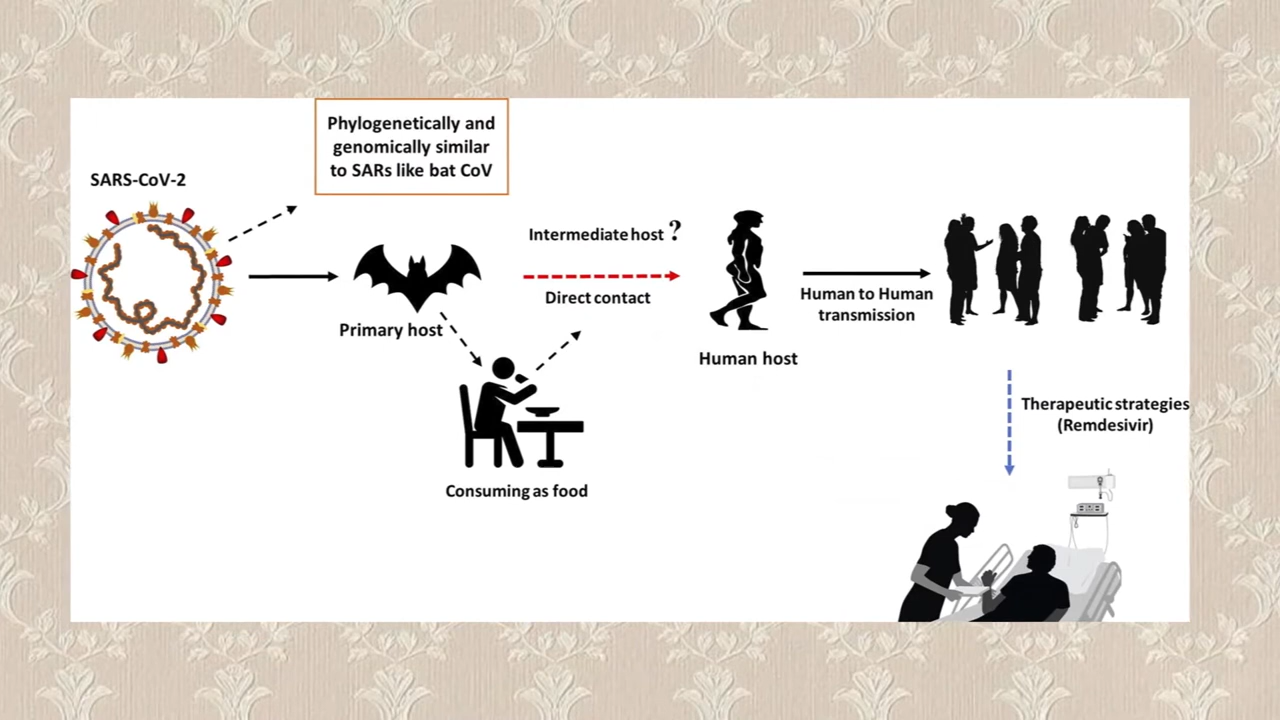 Phylogenetically and
genomically similar
to SARs like bat CoV
SARS-CoV-2
Intermediate host ?
Direct contact
Primary host
Human host
Human to Human
transmission
Consuming as food
Therapeutic strategies
(Remdesivir)